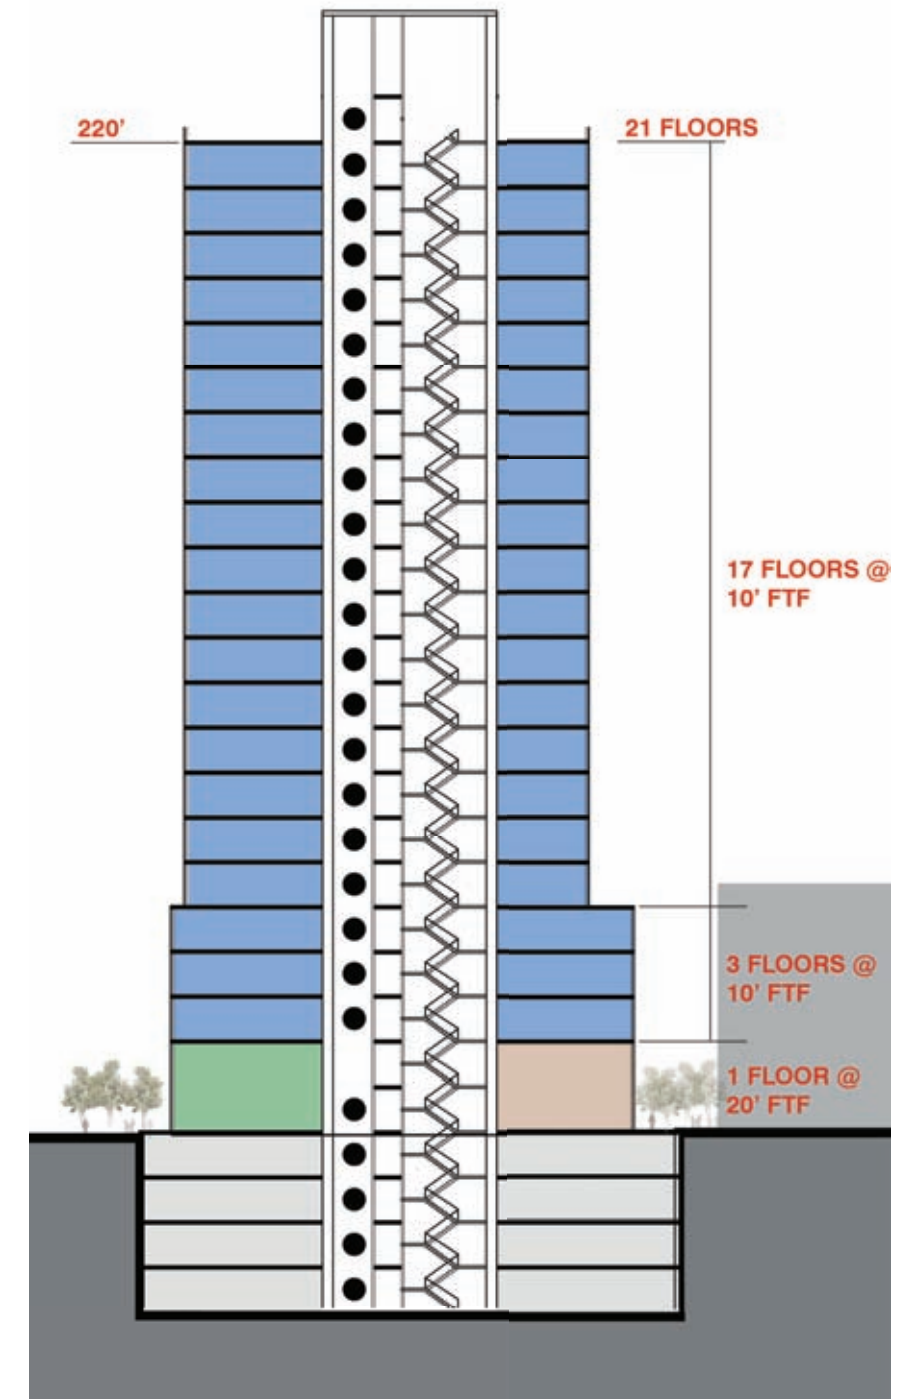 220’
21 FLOORS
17 FLOORS @
10’ FTF
3 FLOORS @
10’ FTF
1 FLOOR @
20’ FTF